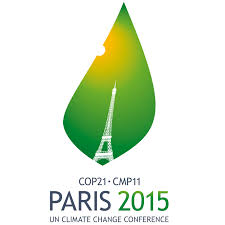 COP21 • CMP11
PARIS 2015
UN CLIMATE CHANGE CONFERENCE